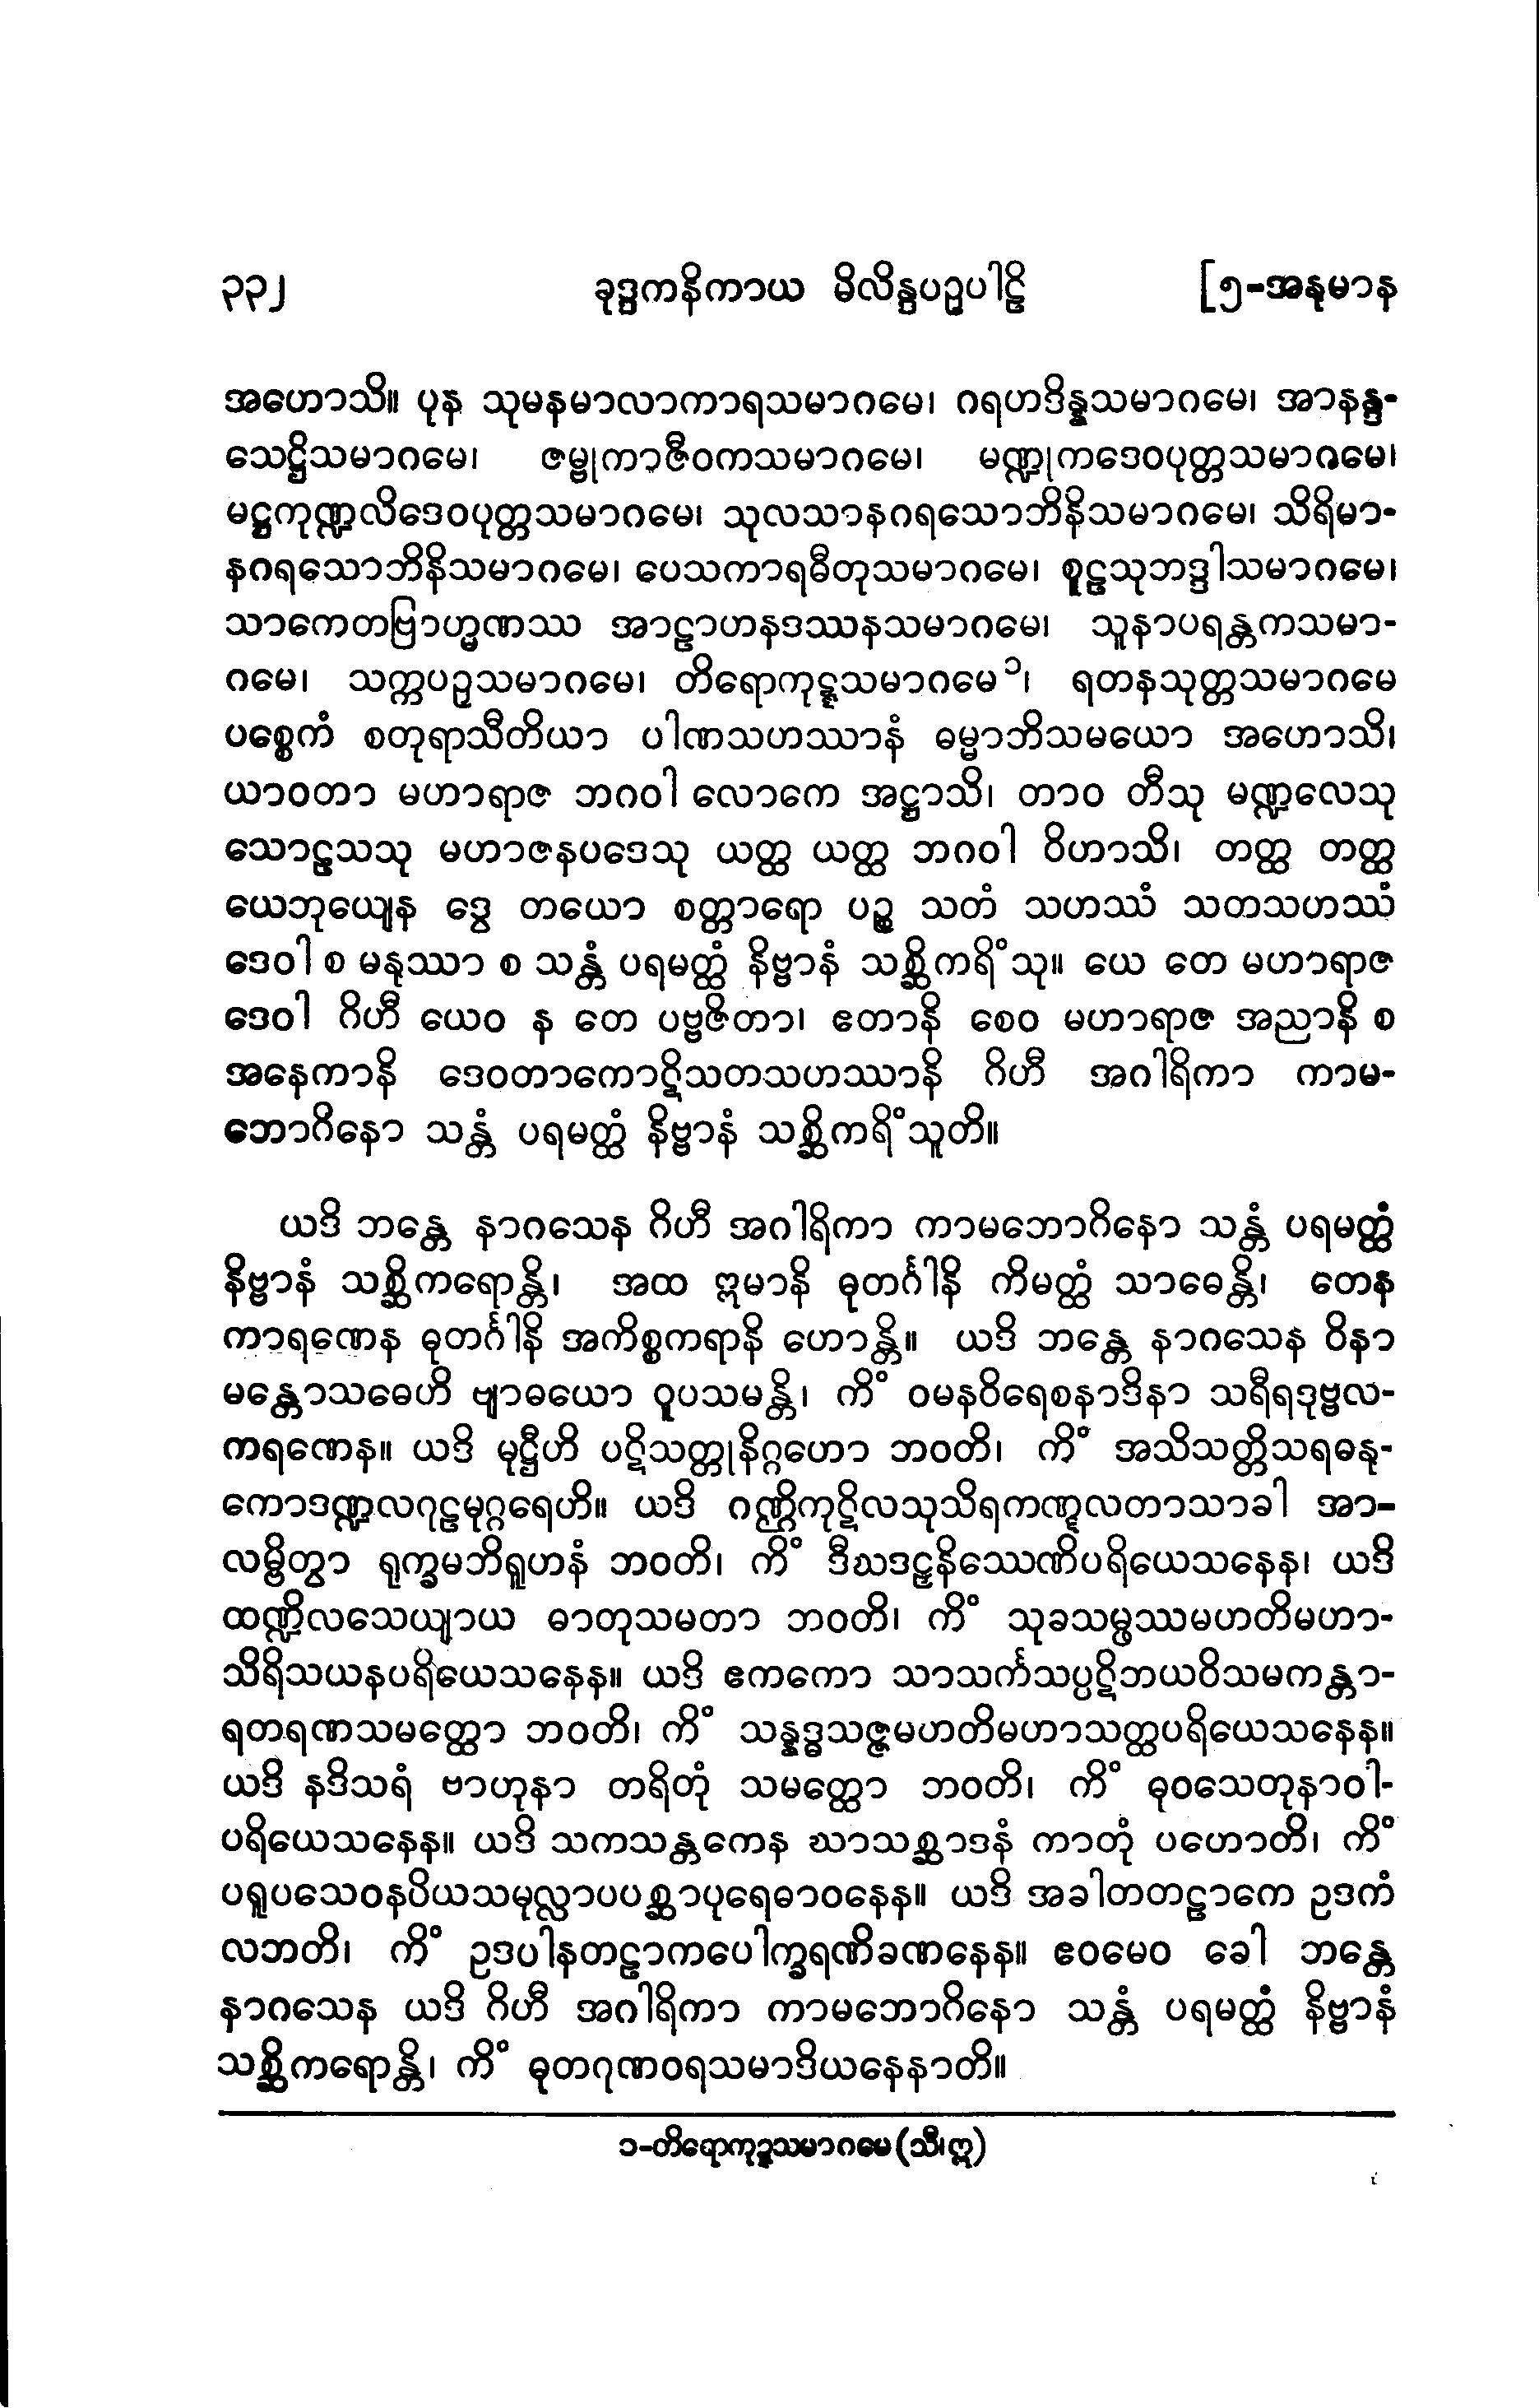 ၃၃၂ ခုဒ္ဒကနိကာယ မိလိန္ဒပဉှပါဠိ [၅-အနုမာန
အဟောသိ။ ပုန သုမနမာလာကာရသမာဂမေ၊ ဂရဟဒိန္နသမာဂမေ၊ အာနန္ဒ-
သေဋ္ဌိသမာဂမေ၊ ဇမ္ဗုကာဇီဝကသမာဂမေ၊ မဏ္ဍုကဒေဝပုတ္တသမာဂမေ၊
မဋ္ဌကုဏ္ဍလိဒေဝပုတ္တသမာဂမေ၊ သုလသာနဂရသောဘိနိသမာဂမေ၊ သိရိမာ-
နဂရသောဘိနိသမာဂမေ၊ ပေသကာရဓီတုသမာဂမေ၊ စူဠသုဘဒ္ဒါသမာဂမေ၊
သာကေတဗြာဟ္မဏဿ အာဠာဟနဒဿနသမာဂမေ၊ သူနာပရန္တကသမာ-
ဂမေ၊ သက္ကပဉှသမာဂမေ၊ တိရောကုဋ္ဋသမာဂမေ ၁၊ ရတနသုတ္တသမာဂမေ
ပစ္စေကံ စတုရာသီတိယာ ပါဏသဟဿာနံ ဓမ္မာဘိသမယော အဟောသိ၊
ယာဝတာ မဟာရာဇ ဘဂဝါ လောကေ အဋ္ဌာသိ၊ တာဝ တီသု မဏ္ဍလေသု
သောဠသသု မဟာဇနပဒေသု ယတ္ထ ယတ္ထ ဘဂဝါ ဝိဟာသိ၊ တတ္ထ တတ္ထ
ယေဘုယျေန ဒွေ တယော စတ္တာရော ပဉ္စ သတံ သဟဿံ သတသဟဿံ
ဒေဝါ စ မနုဿာ စ သန္တံ ပရမတ္ထံ နိဗ္ဗာနံ သစ္ဆိကရိံသု။ ယေ တေ မဟာရာဇ
ဒေဝါ ဂိဟီ ယေဝ န တေ ပဗ္ဗဇိတာ၊ ဧတာနိ စေဝ မဟာရာဇ အညာနိ စ
အနေကာနိ ဒေဝတာကောဋိသတသဟဿာနိ ဂိဟီ အဂါရိကာ ကာမ-
ဘောဂိနော သန္တံ ပရမတ္ထံ နိဗ္ဗာနံ သစ္ဆိကရိံသူတိ။
ယဒိ ဘန္တေ နာဂသေန ဂိဟီ အဂါရိကာ ကာမဘောဂိနော သန္တံ ပရမတ္ထံ
နိဗ္ဗာနံ သစ္ဆိကရောန္တိ၊ အထ ဣမာနိ ဓုတင်္ဂါနိ ကိမတ္ထံ သာဓေန္တိ၊ တေန
ကာရဏေန ဓုတင်္ဂါနိ အကိစ္စကရာနိ ဟောန္တိ။ ယဒိ ဘန္တေ နာဂသေန ဝိနာ
မန္တောသဓေဟိ ဗျာဓယော ဝူပသမန္တိ၊ ကိံ ဝမနဝိရေစနာဒိနာ သရီရဒုဗ္ဗလ-
ကရဏေန။ ယဒိ မုဋ္ဌီဟိ ပဋိသတ္တုနိဂ္ဂဟော ဘဝတိ၊ ကိံ အသိသတ္တိသရဓနု-
ကောဒဏ္ဍလဂုဠမုဂ္ဂရေဟိ။ ယဒိ ဂဏ္ဌိကုဋိလသုသိရကဏ္ဋလတာသာခါ အာ-
လမ္ဗိတွာ ရုက္ခမဘိရူဟနံ ဘဝတိ၊ ကိံ ဒီဃဒဠှနိဿေဏိပရိယေသနေန၊ ယဒိ
ထဏ္ဍိလသေယျာယ ဓာတုသမတာ ဘဝတိ၊ ကိံ သုခသမ္ဖဿမဟတိမဟာ-
သိရိသယနပရိယေသနေန။ ယဒိ ဧကကော သာသင်္ကသပ္ပဋိဘယဝိသမကန္တာ-
ရတရဏသမတ္ထော ဘဝတိ၊ ကိံ သန္နဒ္ဓသဇ္ဇမဟတိမဟာသတ္ထပရိယေသနေန။
ယဒိ နဒိသရံ ဗာဟုနာ တရိတုံ သမတ္ထော ဘဝတိ၊ ကိံ ဓုဝသေတုနာဝါ-
ပရိယေသနေန။ ယဒိ သကသန္တကေန ဃာသစ္ဆာဒနံ ကာတုံ ပဟောတိ၊ ကိံ
ပရူပသေဝနပိယသမုလ္လာပပစ္ဆာပုရေဓာဝနေန။ ယဒိ အခါတတဠာကေ ဥဒကံ
လဘတိ၊ ကိံ ဥဒပါနတဠာကပေါက္ခရဏိခဏနေန။ ဧဝမေဝ ခေါ ဘန္တေ
နာဂသေန ယဒိ ဂိဟီ အဂါရိကာ ကာမဘောဂိနော သန္တံ ပရမတ္ထံ နိဗ္ဗာနံ
သစ္ဆိကရောန္တိ၊ ကိံ ဓုတဂုဏဝရသမာဒိယနေနာတိ။
၁-တိရောကုဍ္ဍသမာဂမေ (သီ၊ဣ)